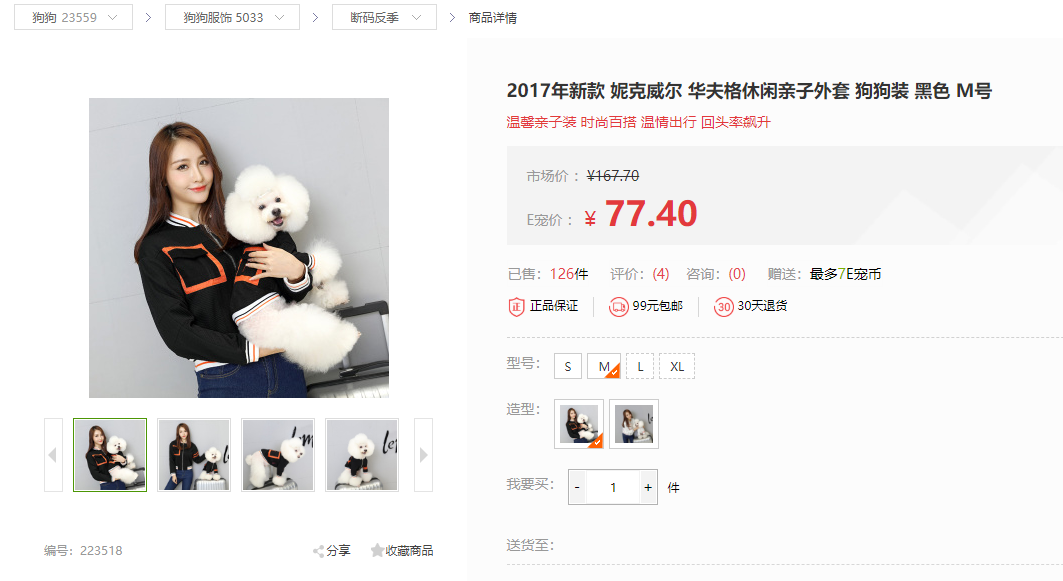 狗狗 23559 狗狗服饰 5033 断码反季 商品详情
2017年新款 妮克威尔 华夫格休闲亲子外套 狗狗装 黑色 M号
温馨亲子装 时尚百搭 温情出行 回头率飙升
市场价: ¥167.70
E宠价: ¥ 77.40
已售: 126件 评价: (4) 咨询: (0) 赠送: 最多7E宠币
正 正品保证 99元包邮 30 30天退货
型号: S M L XL
造型:
我要买: - 1 + 件
送货至:
编号: 223518 分享 收藏商品